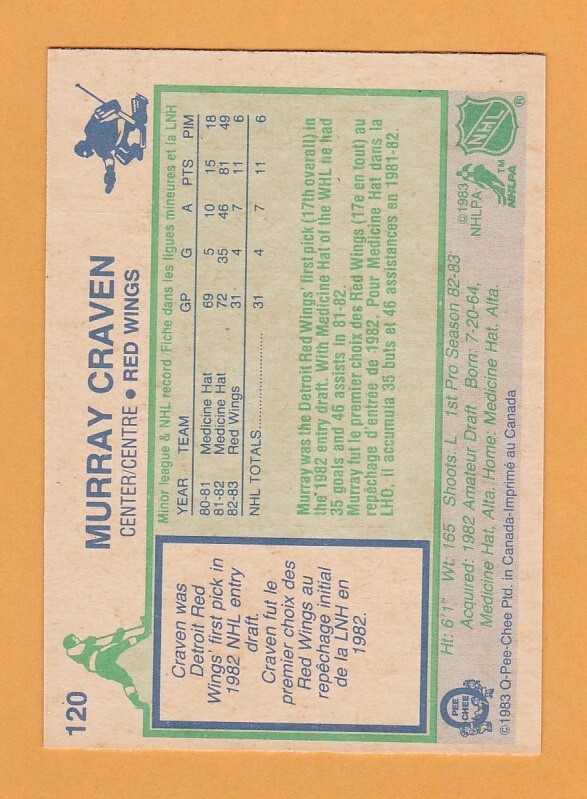 120
MURRAY CRAVEN
CENTER/CENTRE • RED WINGS
Craven was
Detroit Red
Wings' first pick in
1982 NHL entry
draft.
Craven fut le
premier choix des
Red Wings au
repêchage initial
de la LNH en
1982.
Minor league & NHL record/Fiche dans les ligues mineures et la LNH
YEAR TEAM GP G A PTS PIM
80-81 Medicine Hat 69 5 10 15 18
81-82 Medicine Hat 72 35 46 81 49
82-83 Red Wings 31 4 7 11 6
NHL TOTALS.................... 31 4 7 11 6
Murray was the Detroit Red Wings' first pick (17th overall) in
the 1982 entry draft. With Medicine Hat of the WHL he had
35 goals and 46 assists in 81-82.
Murray fut le premier choix des Red Wings (17e en tout) au
repêchage d'entrée de 1982. Pour Medicine Hat dans la
LHO, il accumula 35 buts et 46 assistances en 1981-82.
Ht: 6'1" Wt: 165 Shoots: L 1st Pro Season 82-83
Acquired: 1982 Amateur Draft. Born: 7-20-64,
Medicine Hat, Alta. Home: Medicine Hat, Alta.
©1983 O-Pee-Chee Ptd. in Canada-Imprimé au Canada
O
PEE
CHEE
©1983
NHLPA
TM
NHLPA
NHL
®